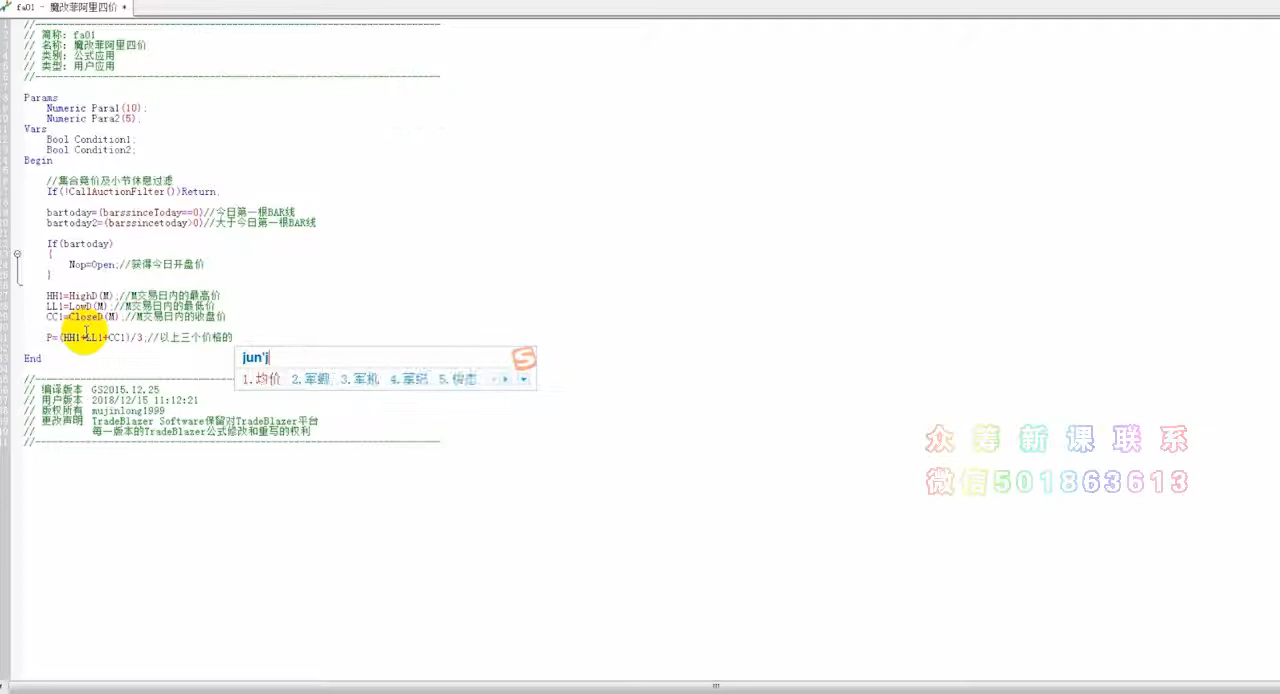 fa01 - 魔改菲阿里四价 *
//------------------------------------------------------------------------
// 简称: fa01
// 名称: 魔改菲阿里四价
// 类别: 公式应用
// 类型: 用户应用
//------------------------------------------------------------------------
Params
Numeric Para1(10);
Numeric Para2(5);
Vars
Bool Condition1;
Bool Condition2;
Begin
//集合竞价及小节休息过滤
If(!CallAuctionFilter())Return;
bartoday=(barssinceToday==0)//今日第一根BAR线
bartoday2=(barssincetoday>0)//大于今日第一根BAR线
If(bartoday)
{
Nop=Open;//获得今日开盘价
}
HH1=HighD(M);//M交易日内的最高价
LL1=LowD(M);//M交易日内的最低价
CC1=CloseD(M);//M交易日内的收盘价
P=(HH1+LL1+CC1)/3;//以上三个价格的
End
jun'j
1.均价 2.军阀 3.军机 4.军纪 5.俊杰
//------------------------------------------------------------------------
// 编译版本 GS2015.12.25
// 用户版本 2018/12/15 11:12:21
// 版权所有 mujinlong1999
// 更改声明 TradeBlazer Software保留对TradeBlazer平台
// 每一版本的TradeBlazer公式修改和重写的权利
//------------------------------------------------------------------------
众筹新课联系
微信501863613